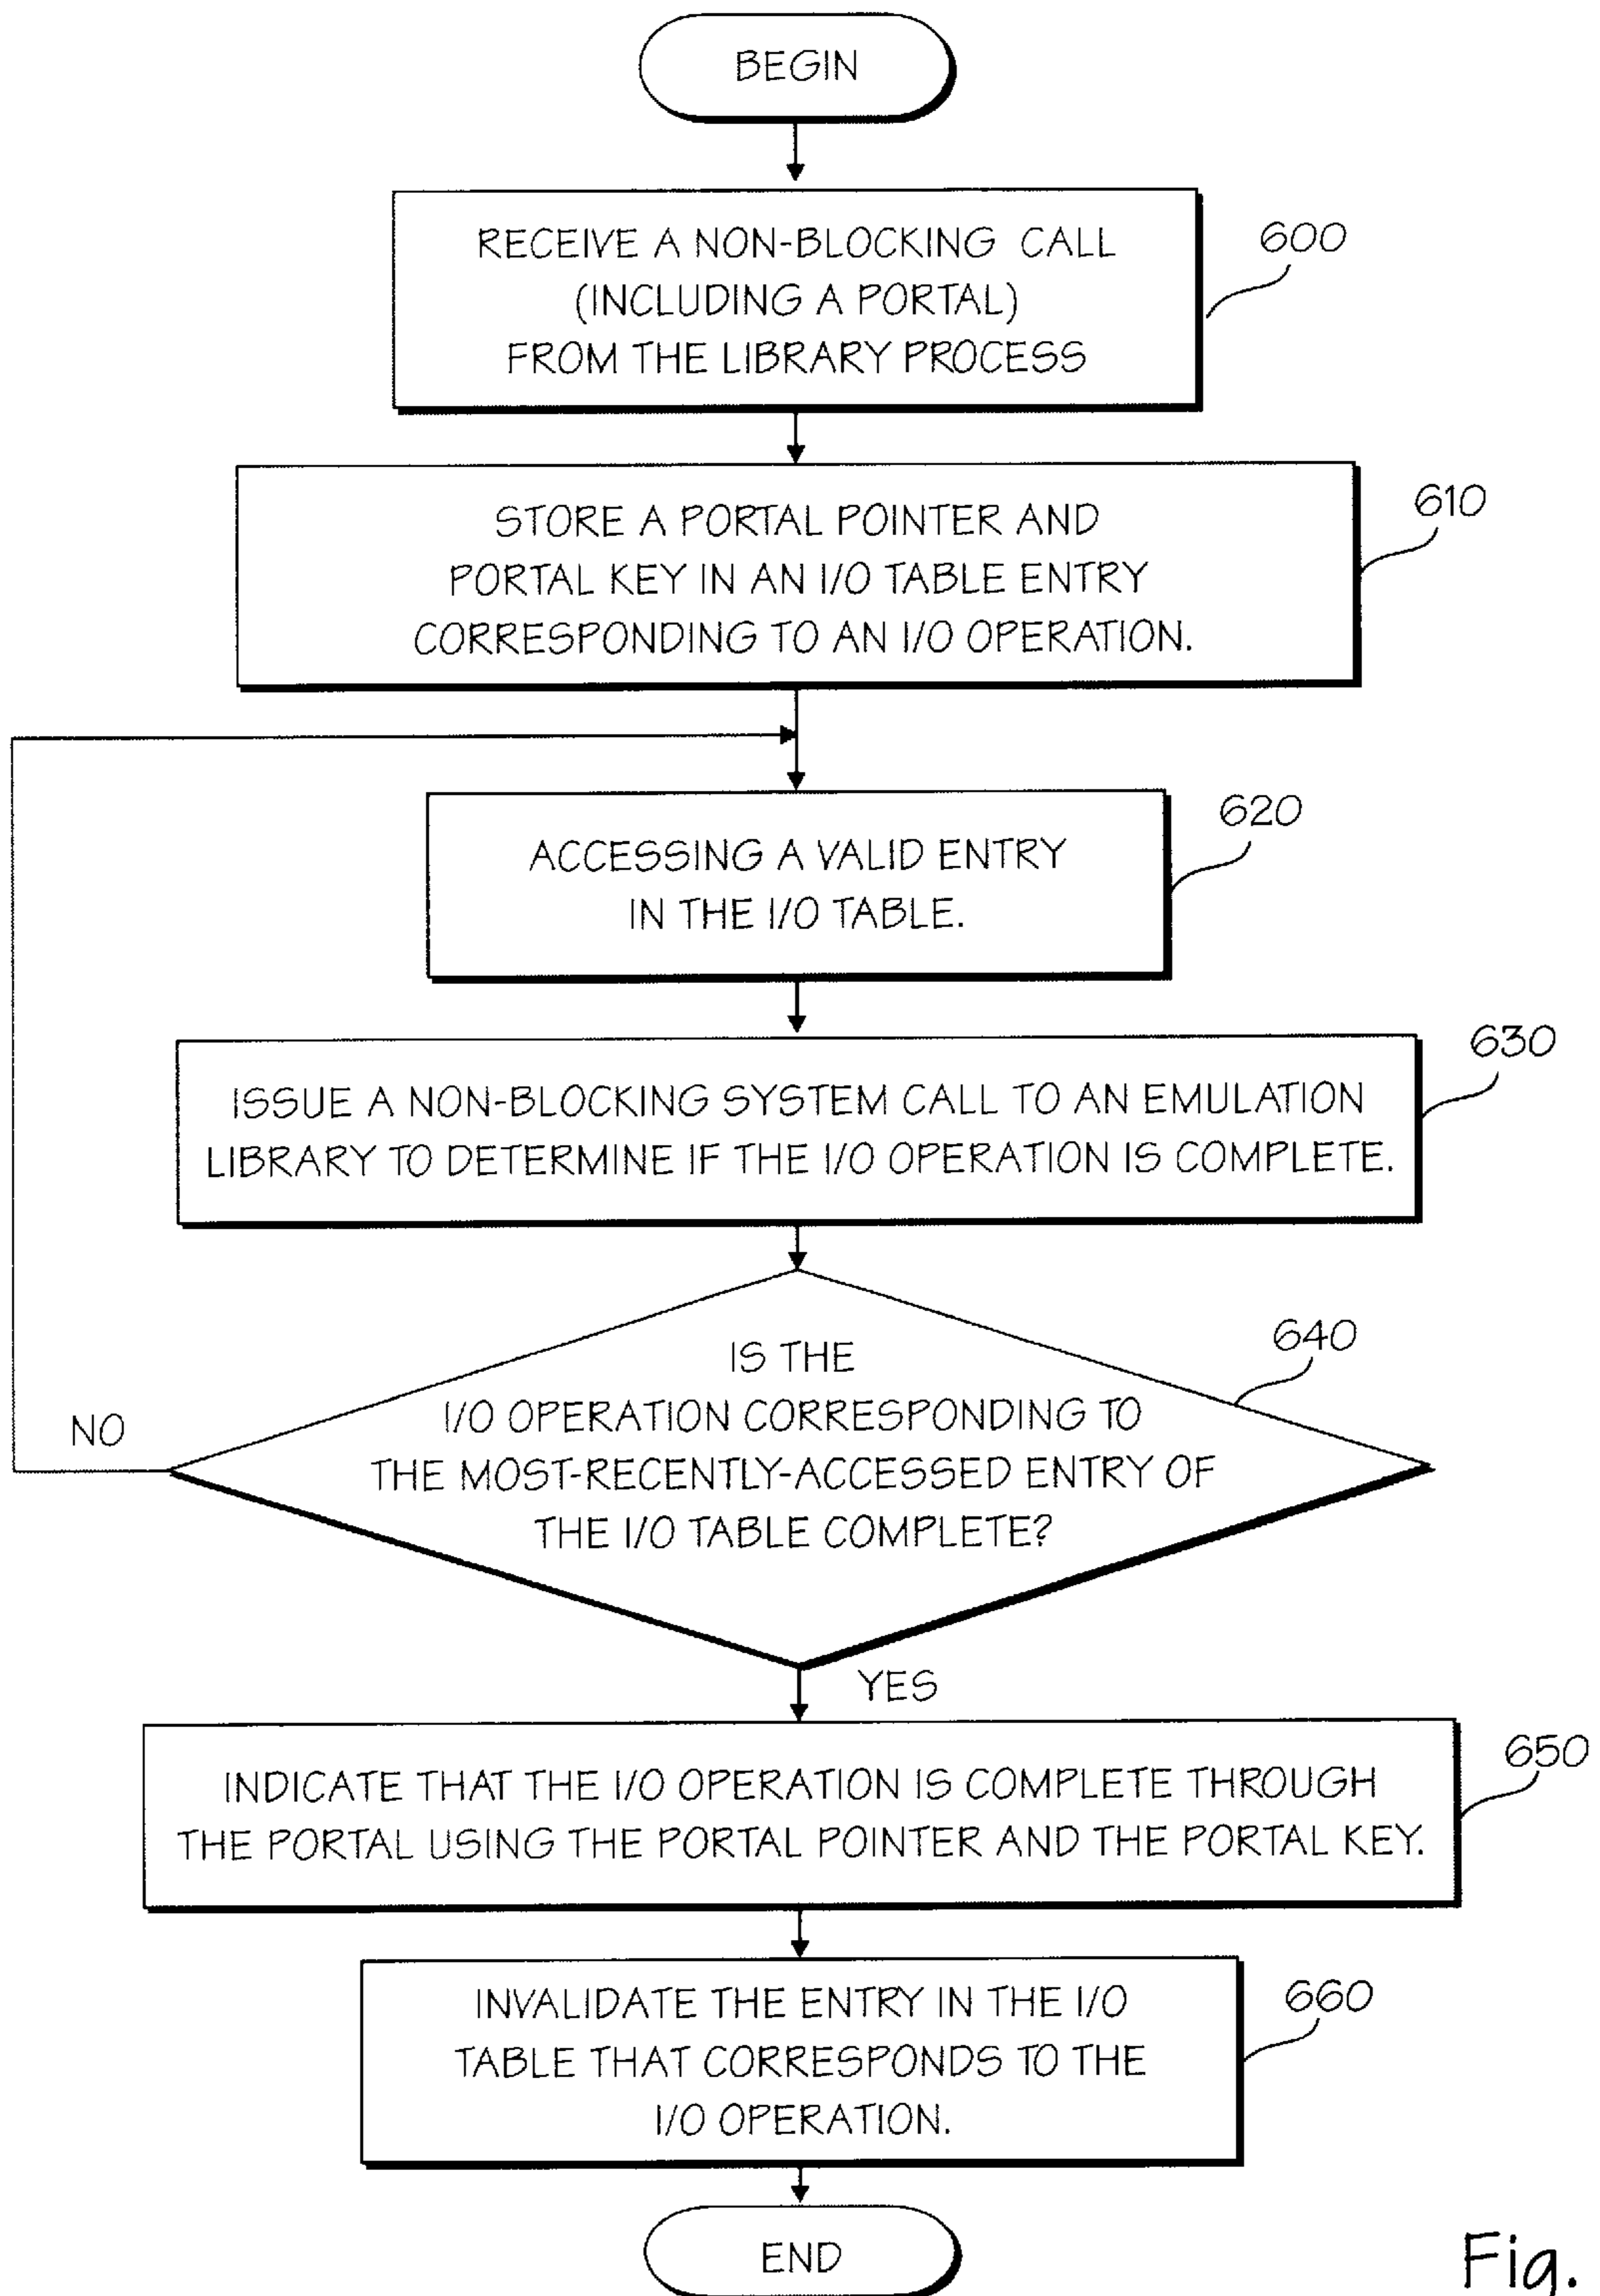 BEGIN
RECEIVE A NON-BLOCKING CALL
(INCLUDING A PORTAL)
FROM THE LIBRARY PROCESS
600
STORE A PORTAL POINTER AND
PORTAL KEY IN AN I/O TABLE ENTRY
CORRESPONDING TO AN I/O OPERATION.
610
ACCESSING A VALID ENTRY
IN THE I/O TABLE.
620
ISSUE A NON-BLOCKING SYSTEM CALL TO AN EMULATION
LIBRARY TO DETERMINE IF THE I/O OPERATION IS COMPLETE.
630
IS THE
I/O OPERATION CORRESPONDING TO
THE MOST-RECENTLY-ACCESSED ENTRY OF
THE I/O TABLE COMPLETE?
640
NO
YES
INDICATE THAT THE I/O OPERATION IS COMPLETE THROUGH
THE PORTAL USING THE PORTAL POINTER AND THE PORTAL KEY.
650
INVALIDATE THE ENTRY IN THE I/O
TABLE THAT CORRESPONDS TO THE
I/O OPERATION.
660
END
Fig.